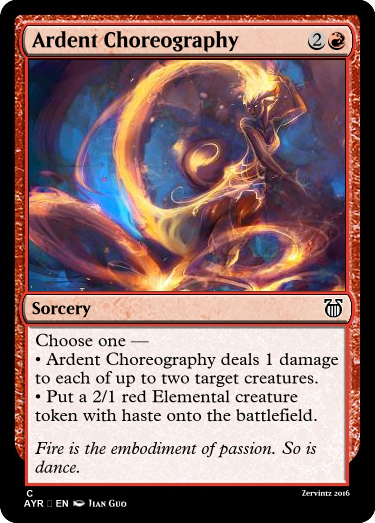 Ardent Choreography 2
Sorcery
Choose one —
• Ardent Choreography deals 1 damage
to each of up to two target creatures.
• Put a 2/1 red Elemental creature
token with haste onto the battlefield.
Fire is the embodiment of passion. So is
dance.
C
AYR EN Jian Guo
Zervintz 2016